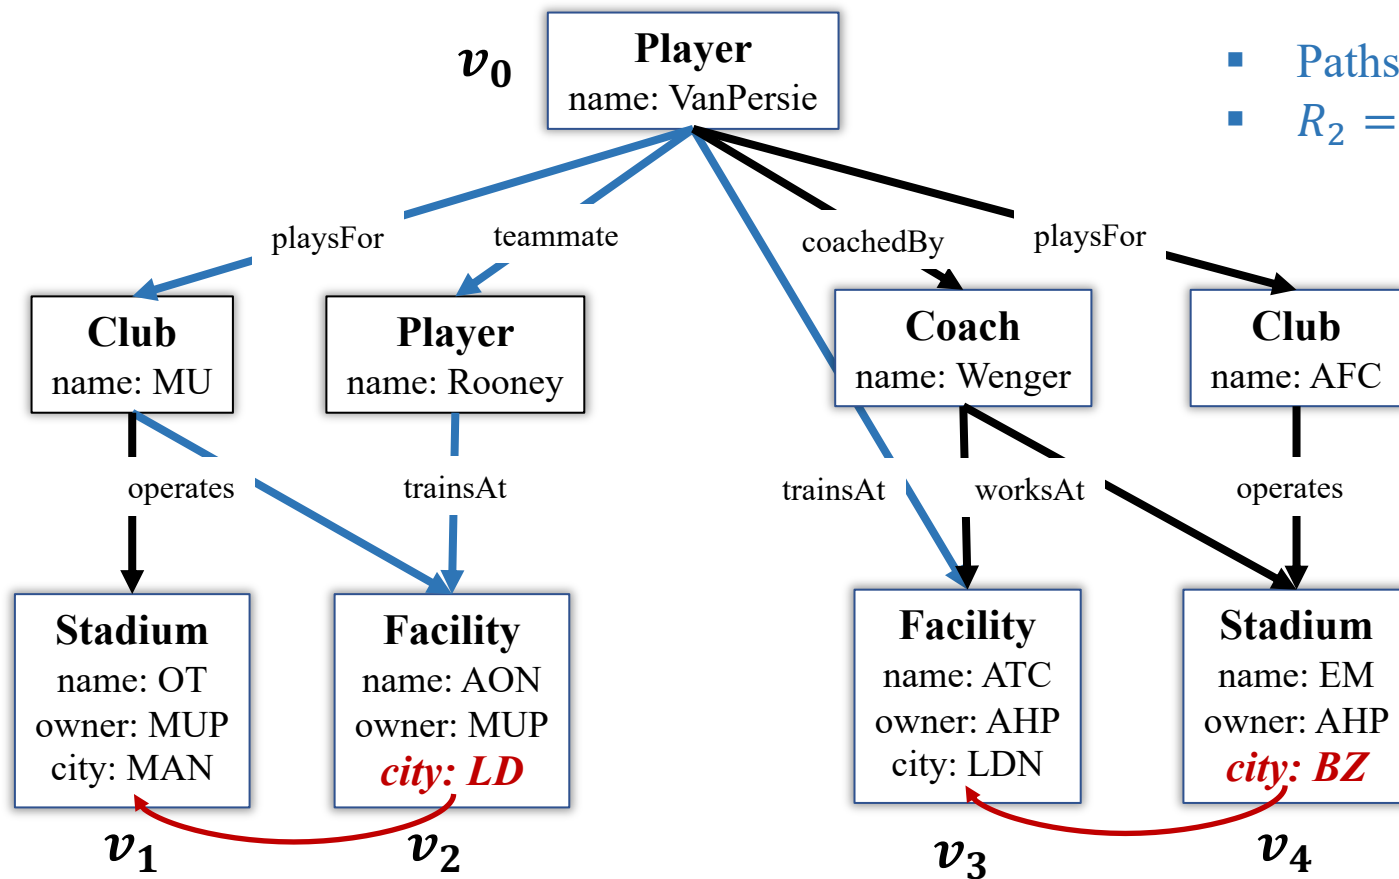 v₀
Player
name: VanPersie
▪ Paths
▪ R₂ =
playsFor
teammate
coachedBy
playsFor
Club
name: MU
Player
name: Rooney
Coach
name: Wenger
Club
name: AFC
operates
trainsAt
trainsAt
worksAt
operates
Stadium
name: OT
owner: MUP
city: MAN
Facility
name: AON
owner: MUP
city: LD
Facility
name: ATC
owner: AHP
city: LDN
Stadium
name: EM
owner: AHP
city: BZ
v₁
v₂
v₃
v₄